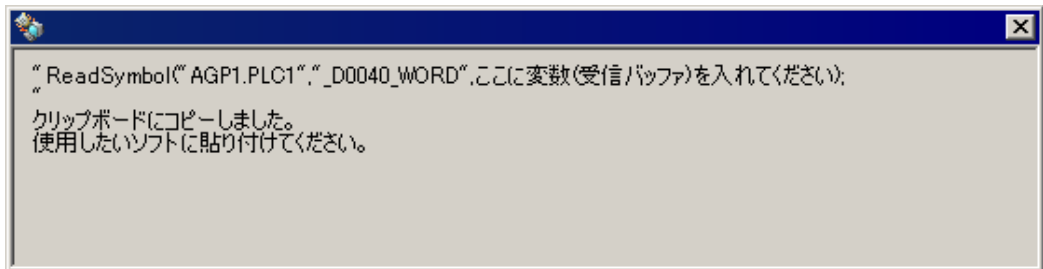 "ReadSymbol("AGP1.PLC1","_D0040_WORD",ここに変数(受信バッファ)を入れてください);
"
クリップボードにコピーしました。
使用したいソフトに貼り付けてください。